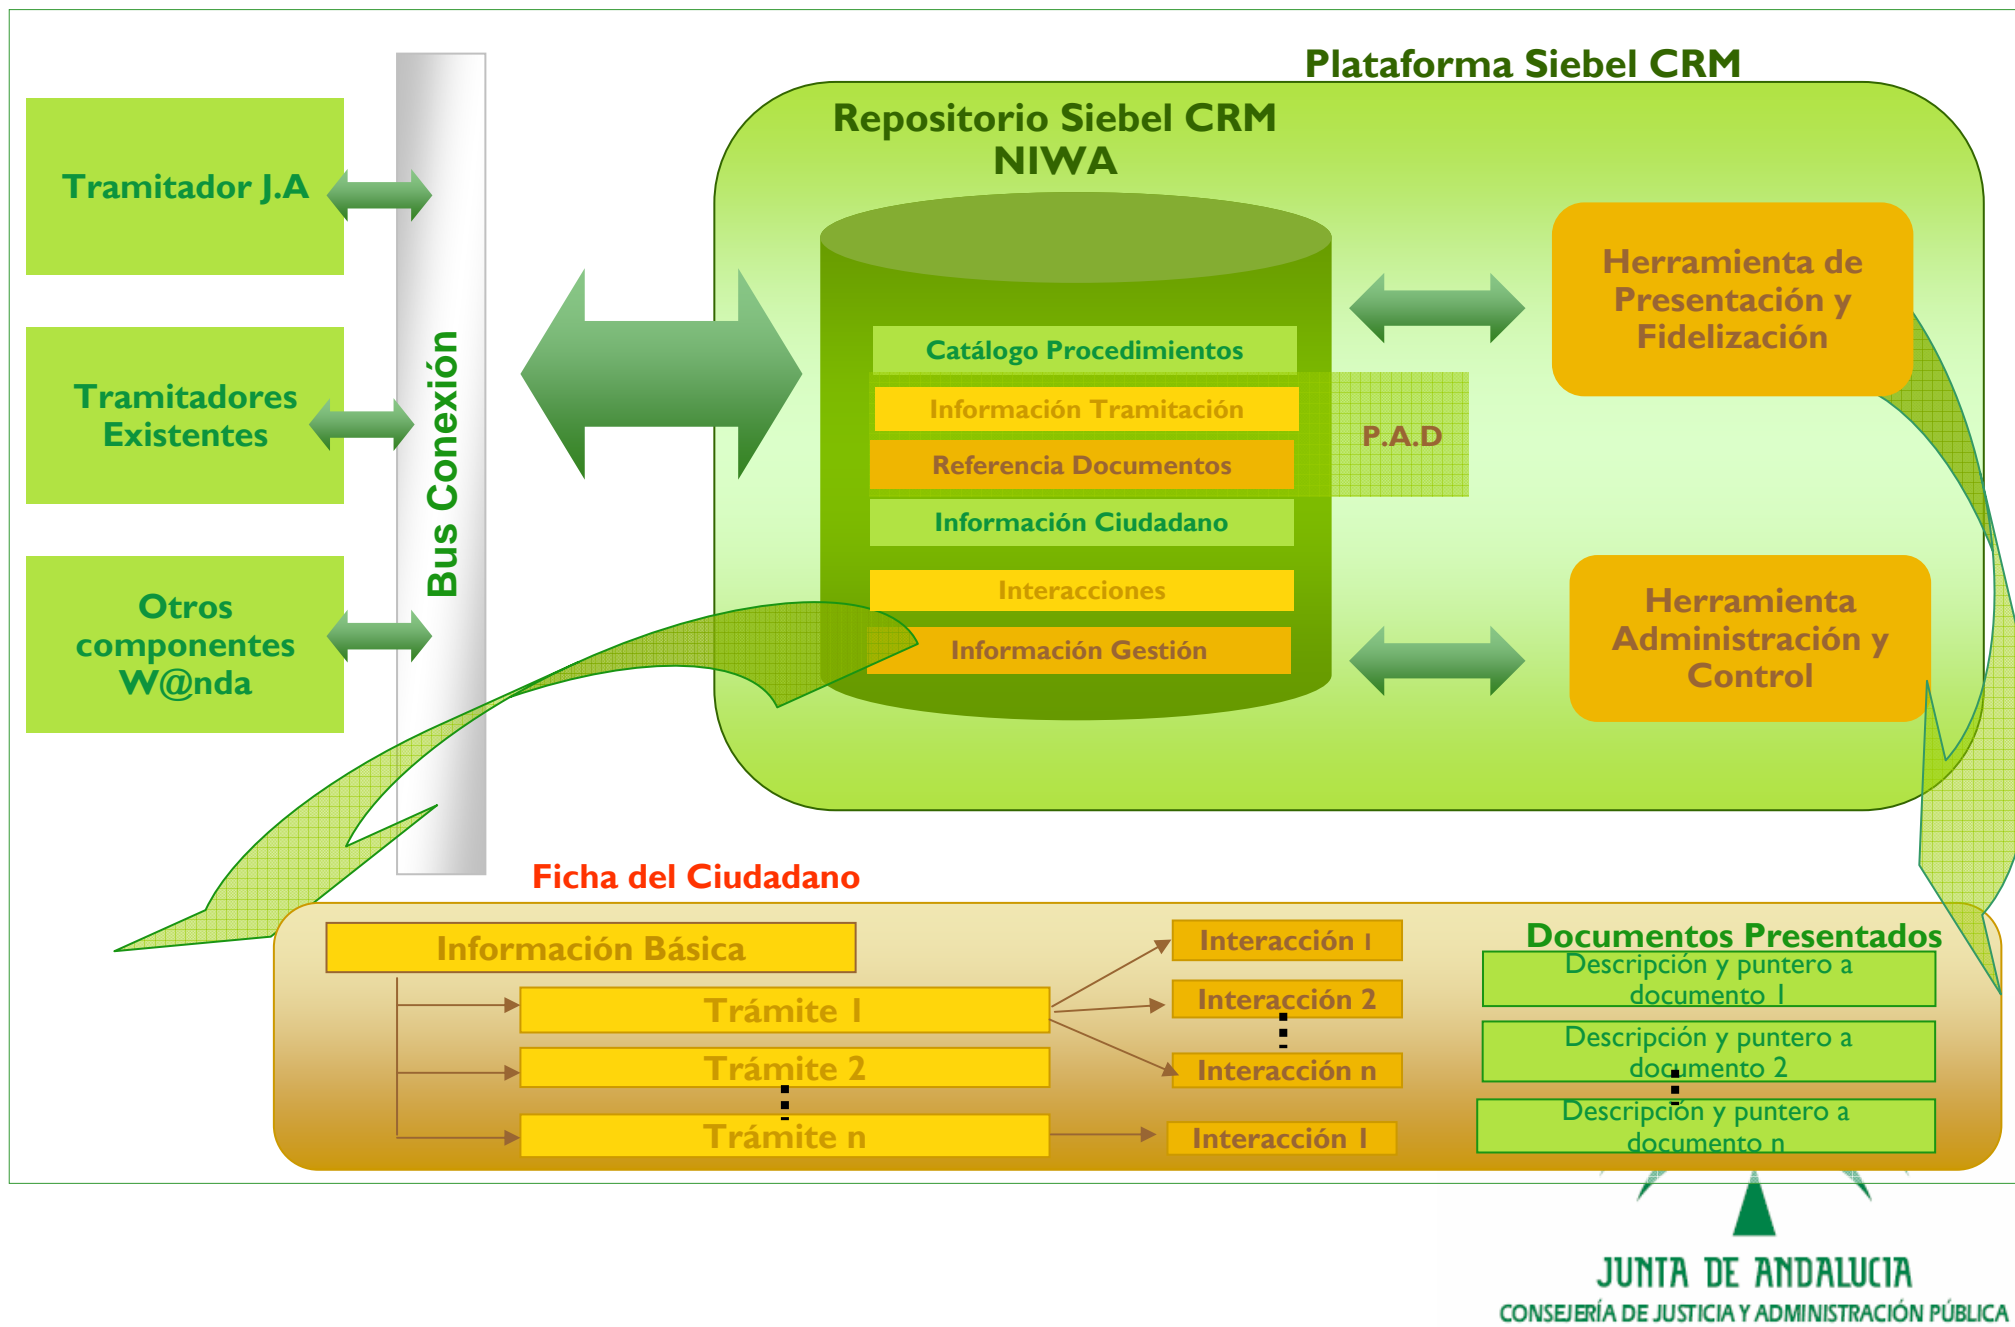 Plataforma Siebel CRM
Repositorio Siebel CRM
NIWA
Tramitador J.A
Tramitadores
Existentes
Otros
componentes
W@nda
Bus Conexión
Catálogo Procedimientos
Información Tramitación
Referencia Documentos
Información Ciudadano
Interacciones
Información Gestión
P.A.D
Herramienta de
Presentación y
Fidelización
Herramienta
Administración y
Control
Ficha del Ciudadano
Información Básica
Trámite 1
Trámite 2
Trámite n
Interacción 1
Interacción 2
Interacción n
Interacción 1
Documentos Presentados
Descripción y puntero a
documento 1
Descripción y puntero a
documento 2
Descripción y puntero a
documento n
JUNTA DE ANDALUCIA
CONSEJERÍA DE JUSTICIA Y ADMINISTRACIÓN PÚBLICA